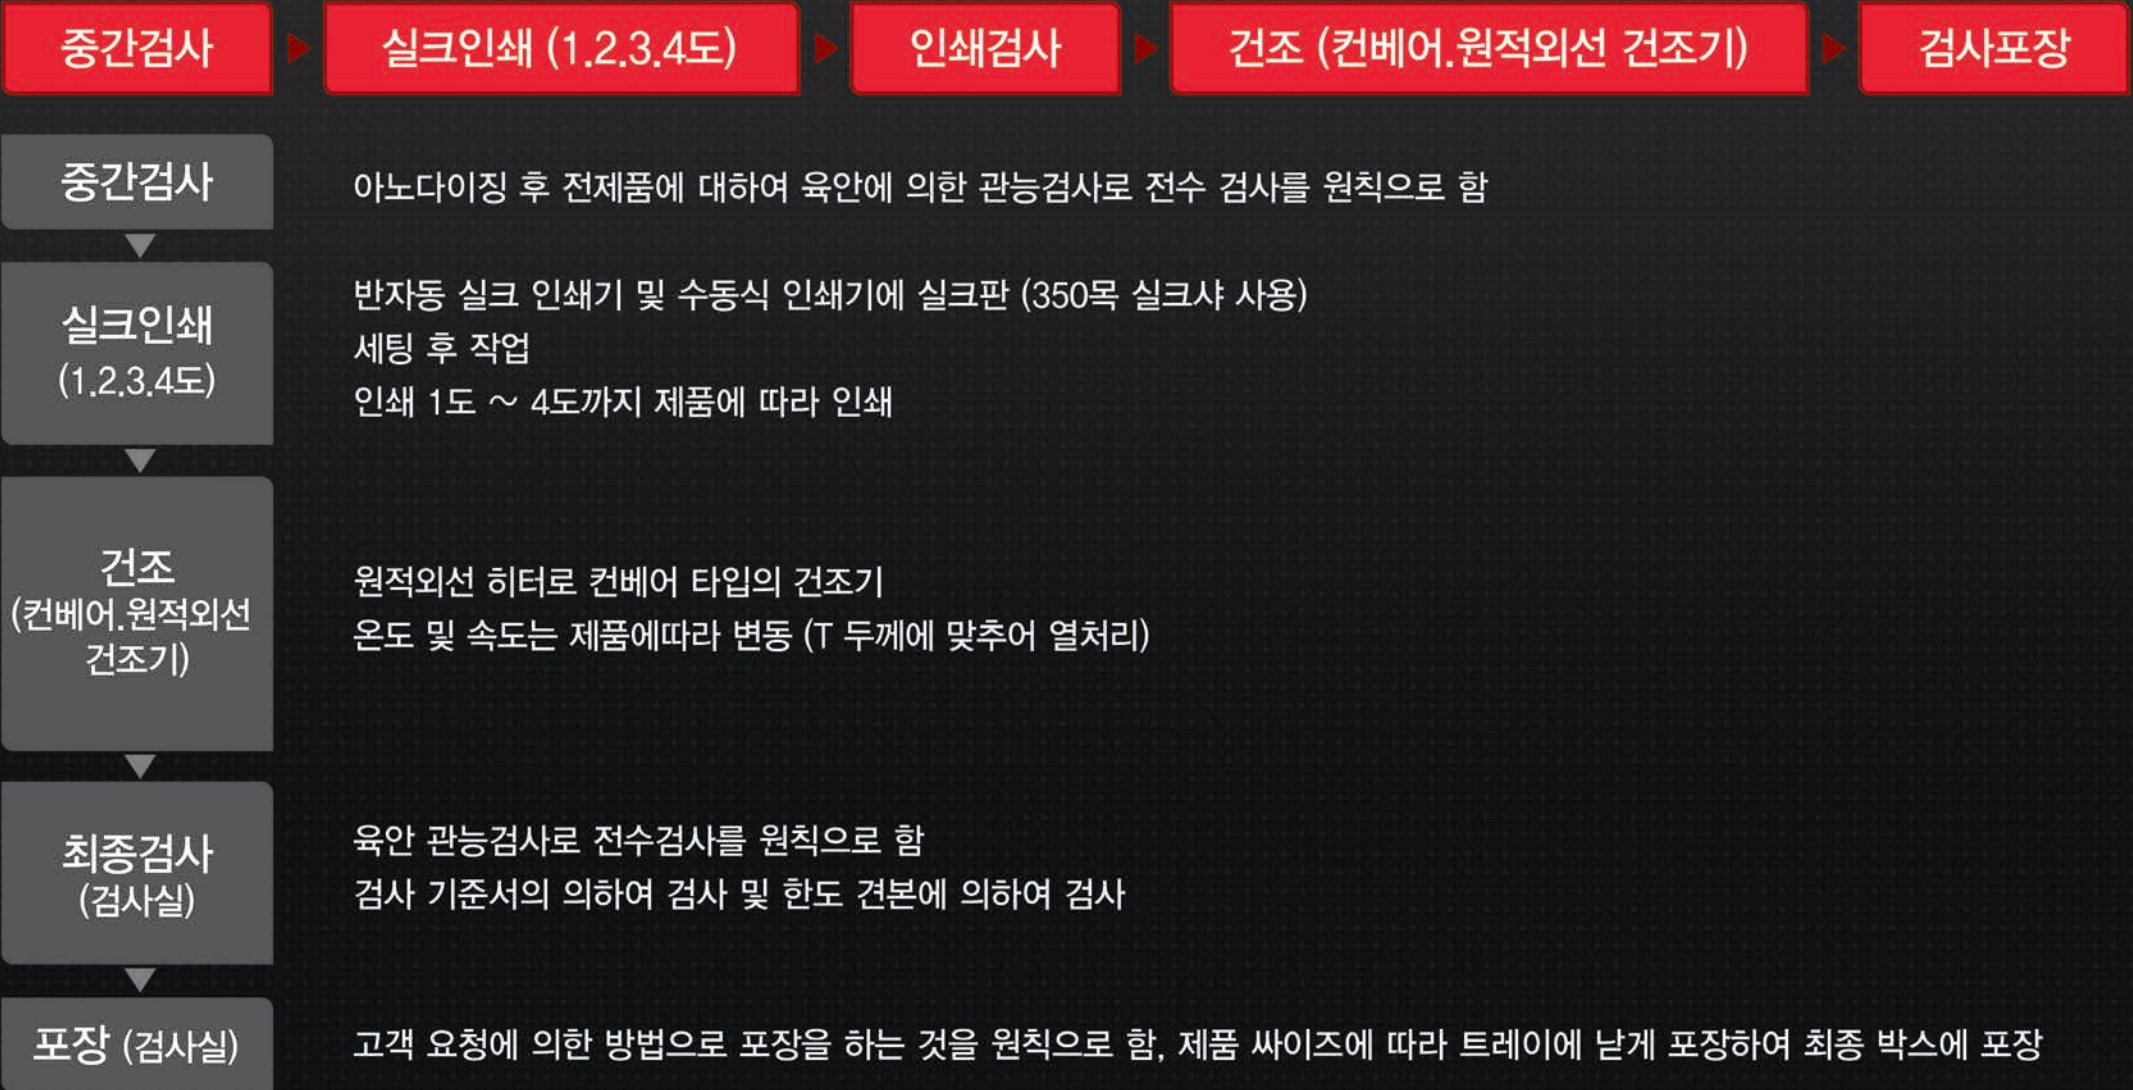 중간검사
실크인쇄 (1.2.3.4도)
인쇄검사
건조 (컨베어.원적외선 건조기)
검사포장
중간검사
아노다이징 후 전제품에 대하여 육안에 의한 관능검사로 전수 검사를 원칙으로 함
실크인쇄
(1.2.3.4도)
반자동 실크 인쇄기 및 수동식 인쇄기에 실크판 (350목 실크샤 사용)
세팅 후 작업
인쇄 1도 ~ 4도까지 제품에 따라 인쇄
건조
(컨베어.원적외선
건조기)
원적외선 히터로 컨베어 타입의 건조기
온도 및 속도는 제품에따라 변동 (T 두께에 맞추어 열처리)
최종검사
(검사실)
육안 관능검사로 전수검사를 원칙으로 함
검사 기준서의 의하여 검사 및 한도 견본에 의하여 검사
포장 (검사실)
고객 요청에 의한 방법으로 포장을 하는 것을 원칙으로 함, 제품 싸이즈에 따라 트레이에 낟게 포장하여 최종 박스에 포장